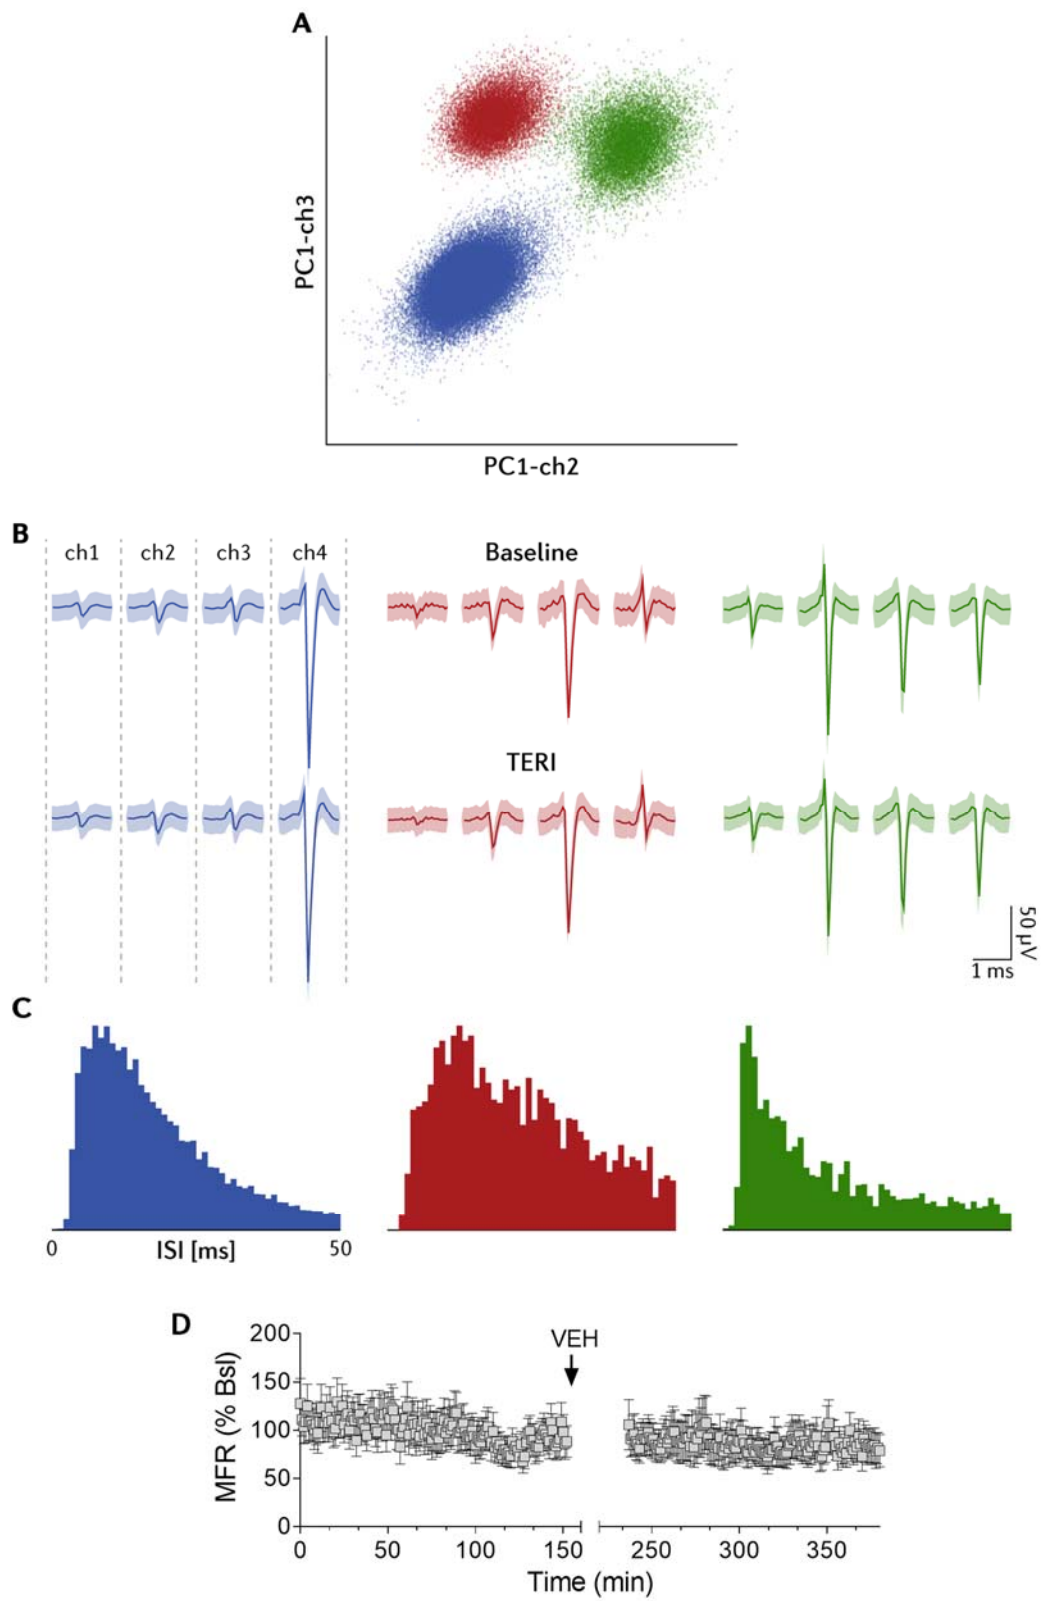 A
PC1-ch3
PC1-ch2
B
ch1 ch2 ch3 ch4
Baseline
TERI
50 µV
1 ms
C
0 ISI [ms] 50
D
VEH
MFR (% Bsl)
200
150
100
50
0
0 50 100 150 250 300 350
Time (min)